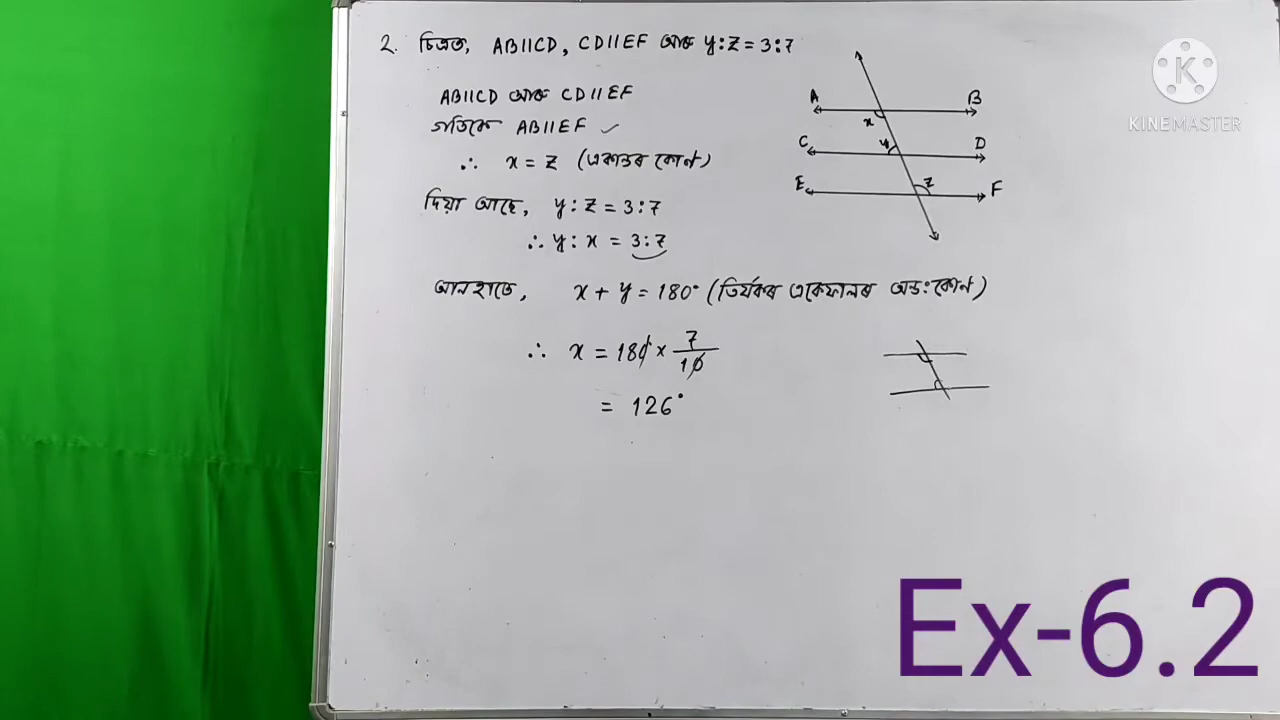 2. চিত্ৰত, AB||CD, CD||EF আৰু y:z = 3:7
AB||CD আৰু CD||EF
গতিকে AB||EF ✓
∴ x = z (একান্তৰ কোণ)
দিয়া আছে, y:z = 3:7
∴ y:x = 3:7
আনহাতে, x + y = 180° (তিৰ্যকৰ একেফালৰ অন্তঃকোণ)
∴ x = 180 × 7/10
= 126°
A B
x
C y D
E z F
K
KINEMASTER
Ex-6.2